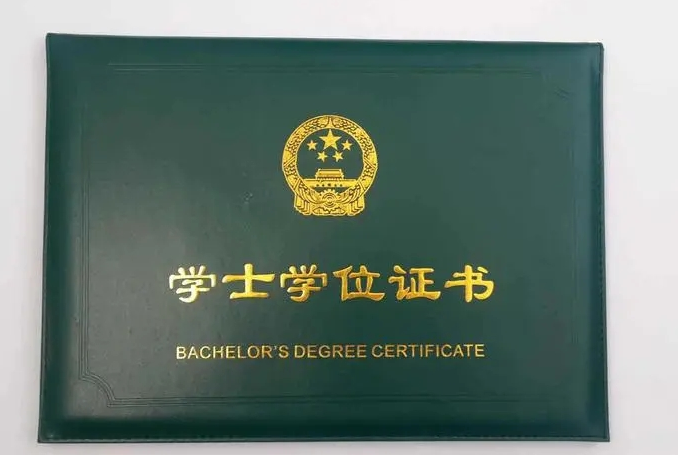 学士学位证书
BACHELOR'S DEGREE CERTIFICATE